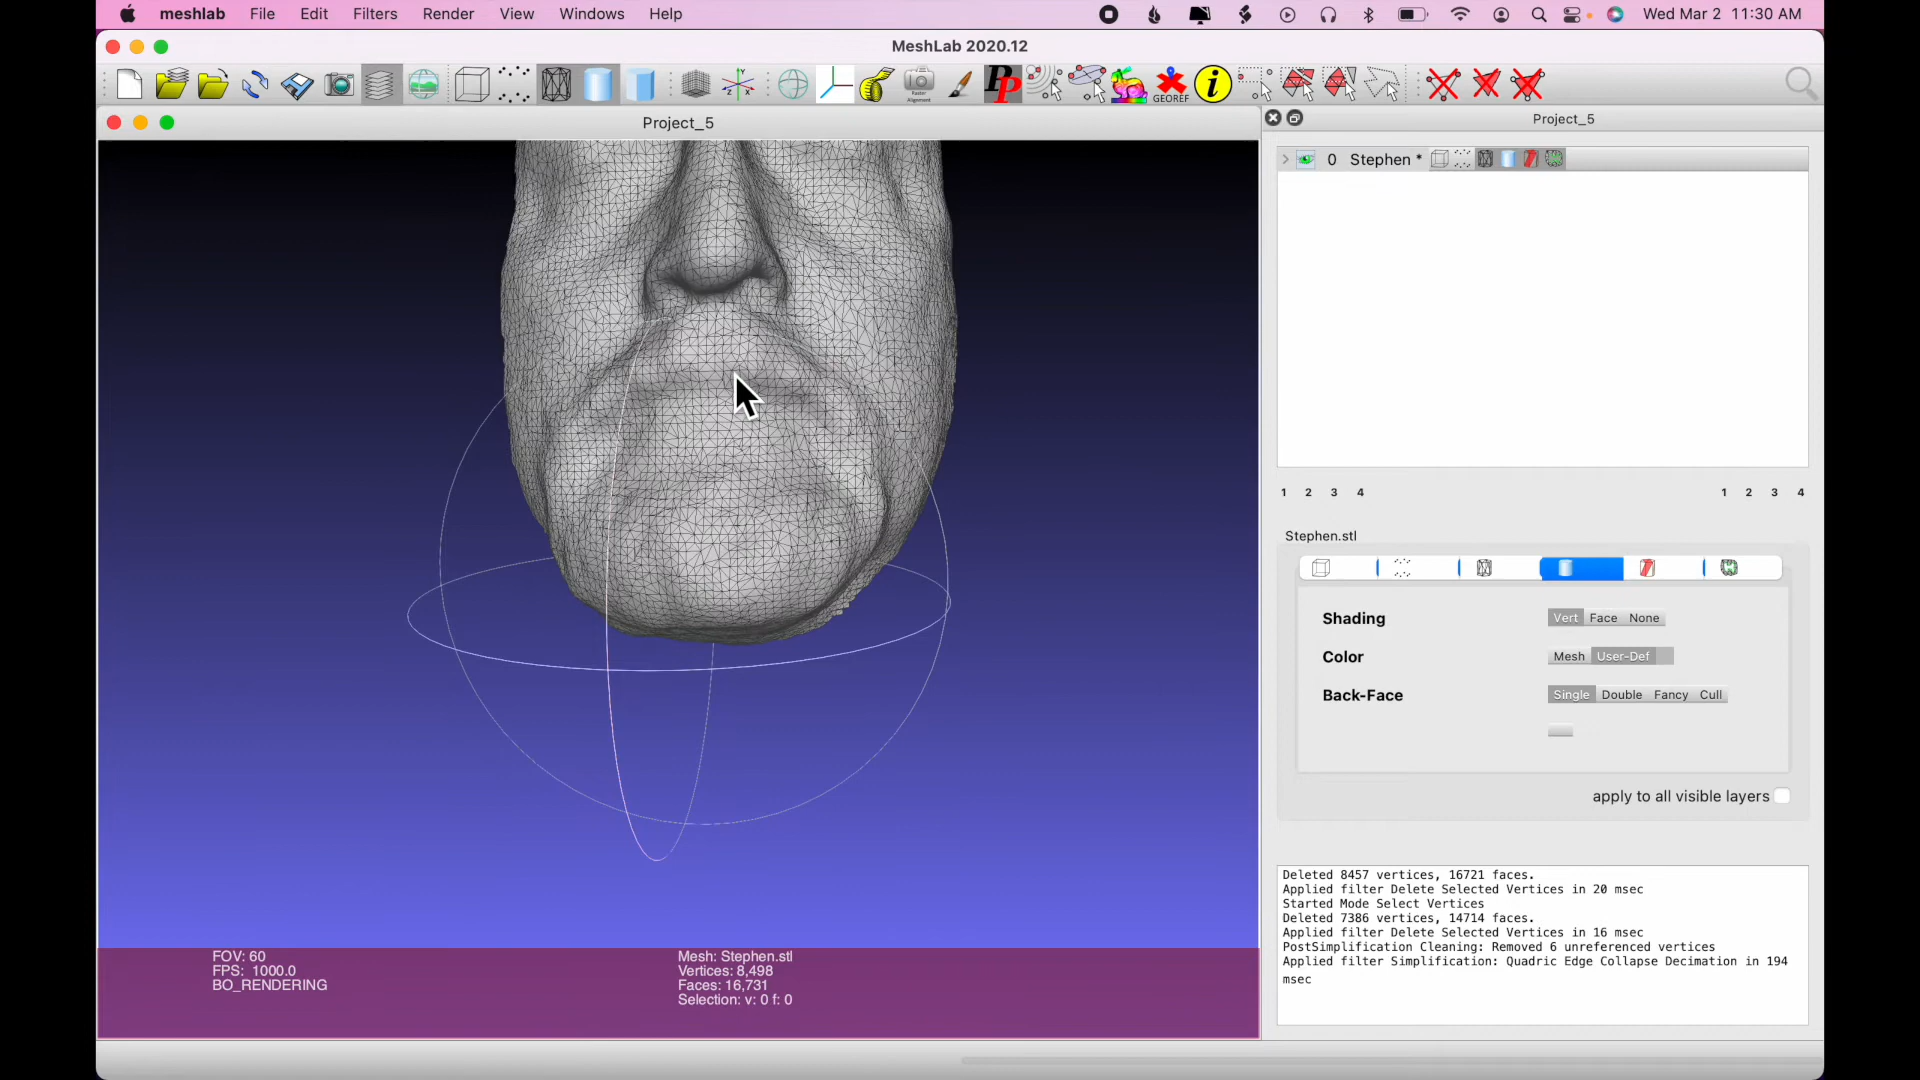 meshlab File Edit Filters Render View Windows Help Wed Mar 2 11:30 AM
MeshLab 2020.12
PP GEOREF i
Project_5
Project_5
0 Stephen *
1 2 3 4 1 2 3 4
Stephen.stl
Shading Vert Face None
Color Mesh User-Def
Back-Face Single Double Fancy Cull
apply to all visible layers
Deleted 8457 vertices, 16721 faces.
Applied filter Delete Selected Vertices in 20 msec
Started Mode Select Vertices
Deleted 7386 vertices, 14714 faces.
Applied filter Delete Selected Vertices in 16 msec
PostSimplification Cleaning: Removed 6 unreferenced vertices
Applied filter Simplification: Quadric Edge Collapse Decimation in 194
msec
FOV: 60
FPS: 1000.0
BO_RENDERING
Mesh: Stephen.stl
Vertices: 8,498
Faces: 16,731
Selection: v: 0 f: 0